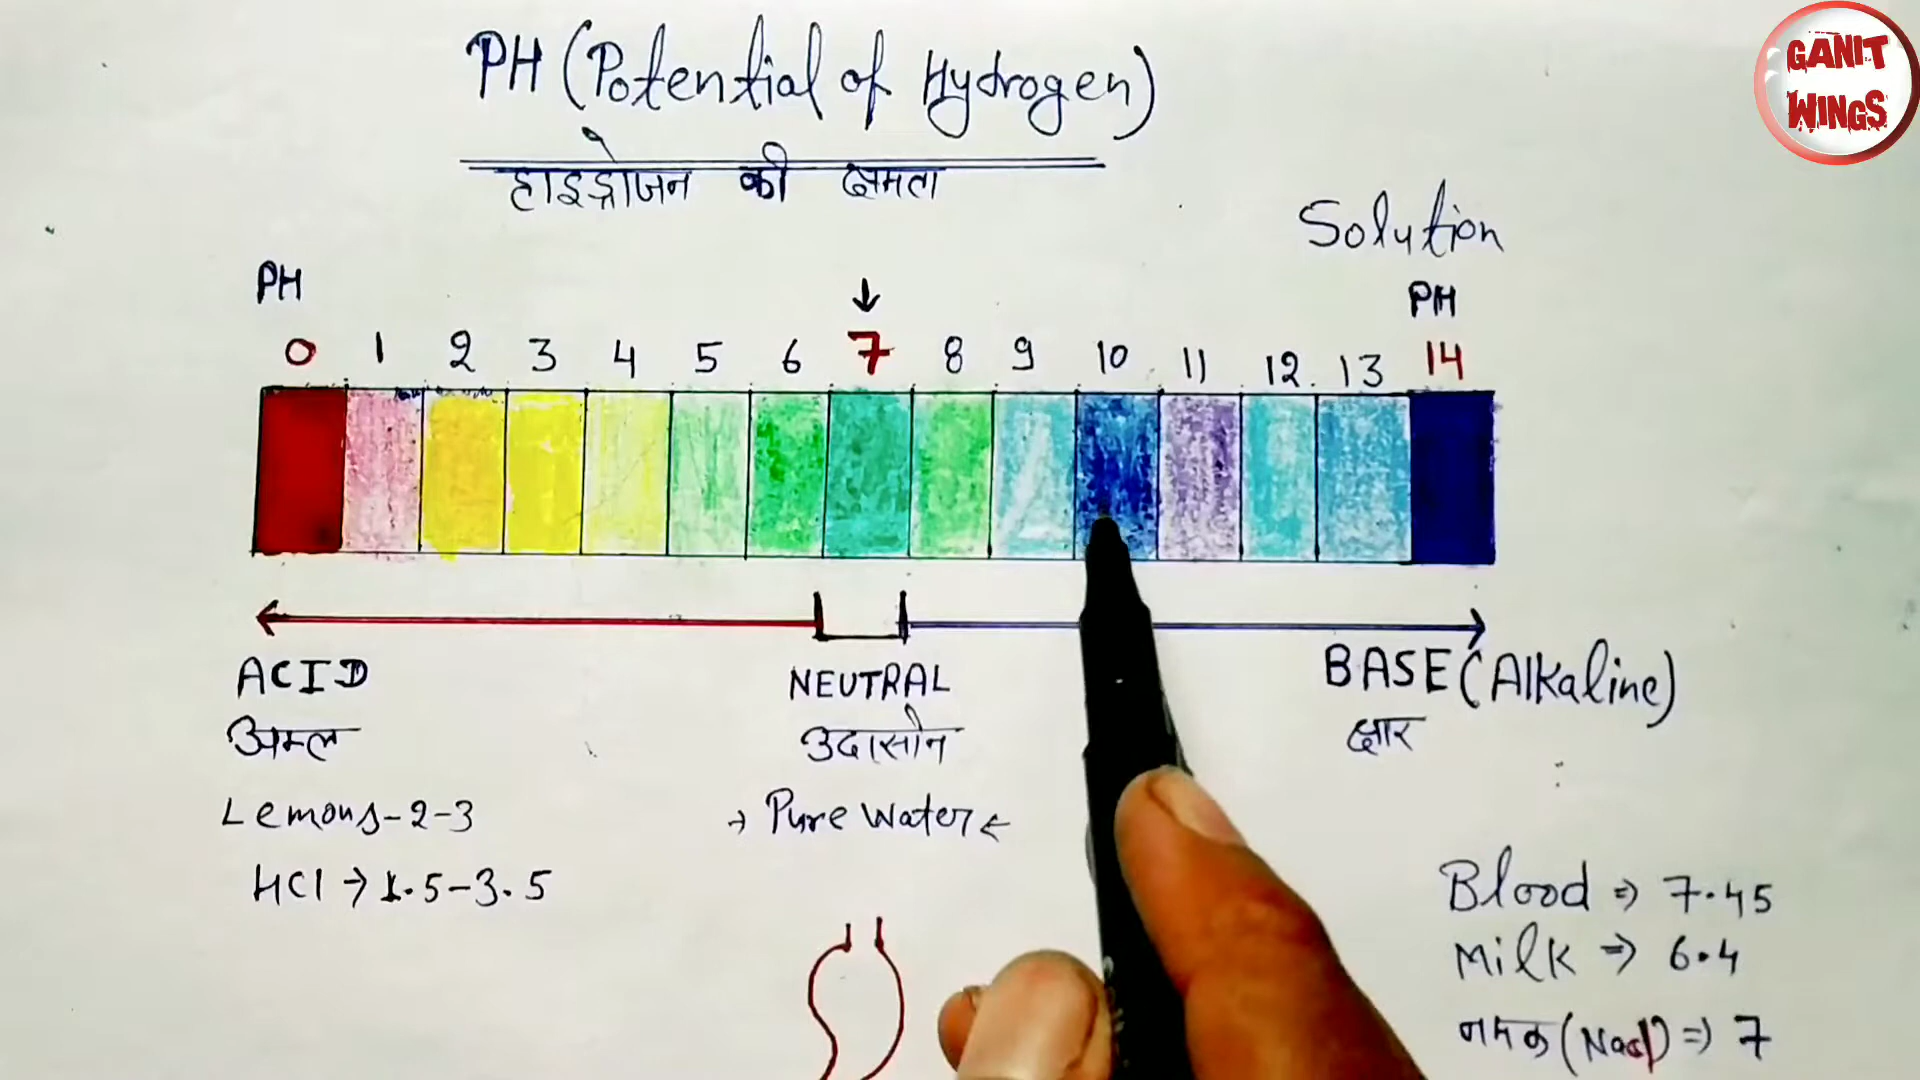 PH (Potential of Hydrogen)
हाइड्रोजन की क्षमता
GANIT
WINGS
Solution
PH
PH
0 1 2 3 4 5 6 7 8 9 10 11 12. 13 14
ACID
NEUTRAL
BASE (Alkaline)
अम्ल
उदासीन
क्षार
Lemons-2-3
→ Pure Water ←
HCl → 1.5-3.5
Blood ⇒ 7.45
Milk ⇒ 6.4
नमक (Nacl) ⇒ 7